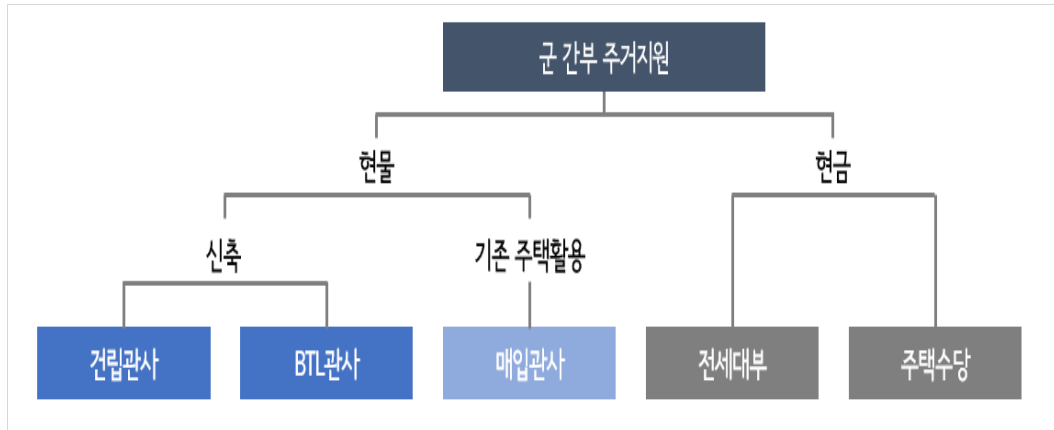 군 간부 주거지원
현물
현금
신축
기존 주택활용
건립관사
BTL관사
매입관사
전세대부
주택수당